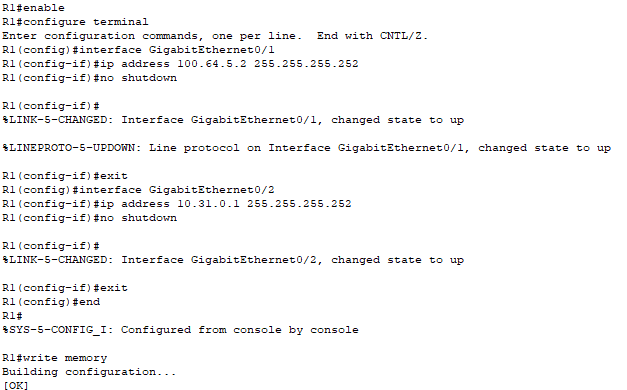 R1#enable
R1#configure terminal
Enter configuration commands, one per line.  End with CNTL/Z.
R1(config)#interface GigabitEthernet0/1
R1(config-if)#ip address 100.64.5.2 255.255.255.252
R1(config-if)#no shutdown

R1(config-if)#
%LINK-5-CHANGED: Interface GigabitEthernet0/1, changed state to up

%LINEPROTO-5-UPDOWN: Line protocol on Interface GigabitEthernet0/1, changed state to up

R1(config-if)#exit
R1(config)#interface GigabitEthernet0/2
R1(config-if)#ip address 10.31.0.1 255.255.255.252
R1(config-if)#no shutdown

R1(config-if)#
%LINK-5-CHANGED: Interface GigabitEthernet0/2, changed state to up

R1(config-if)#exit
R1(config)#end
R1#
%SYS-5-CONFIG_I: Configured from console by console

R1#write memory
Building configuration...
[OK]